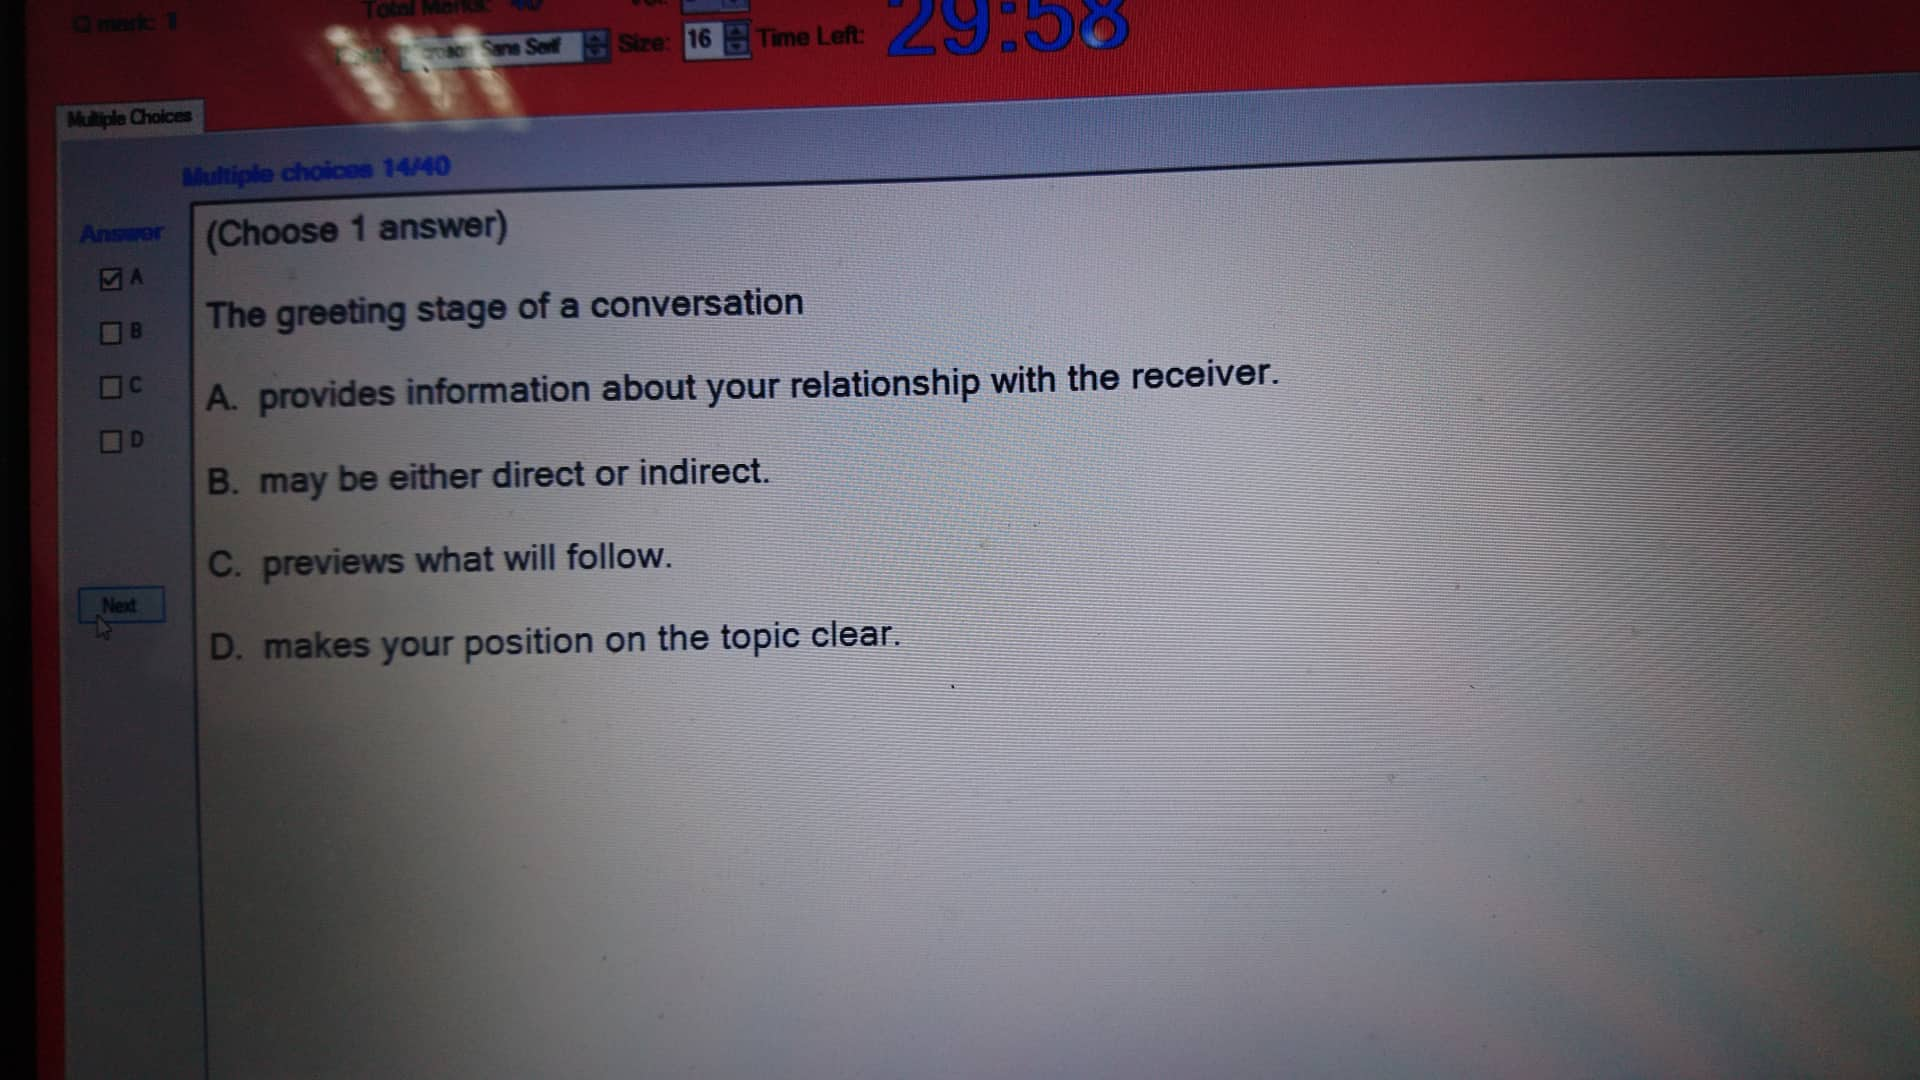 Q mark: 1
Total Marks: 40
Sans Serif Size: 16 Time Left: 29:58
Multiple Choices
Multiple choices 14/40
Answer
(Choose 1 answer)
A
The greeting stage of a conversation
B
C
A. provides information about your relationship with the receiver.
D
B. may be either direct or indirect.
C. previews what will follow.
Next
D. makes your position on the topic clear.